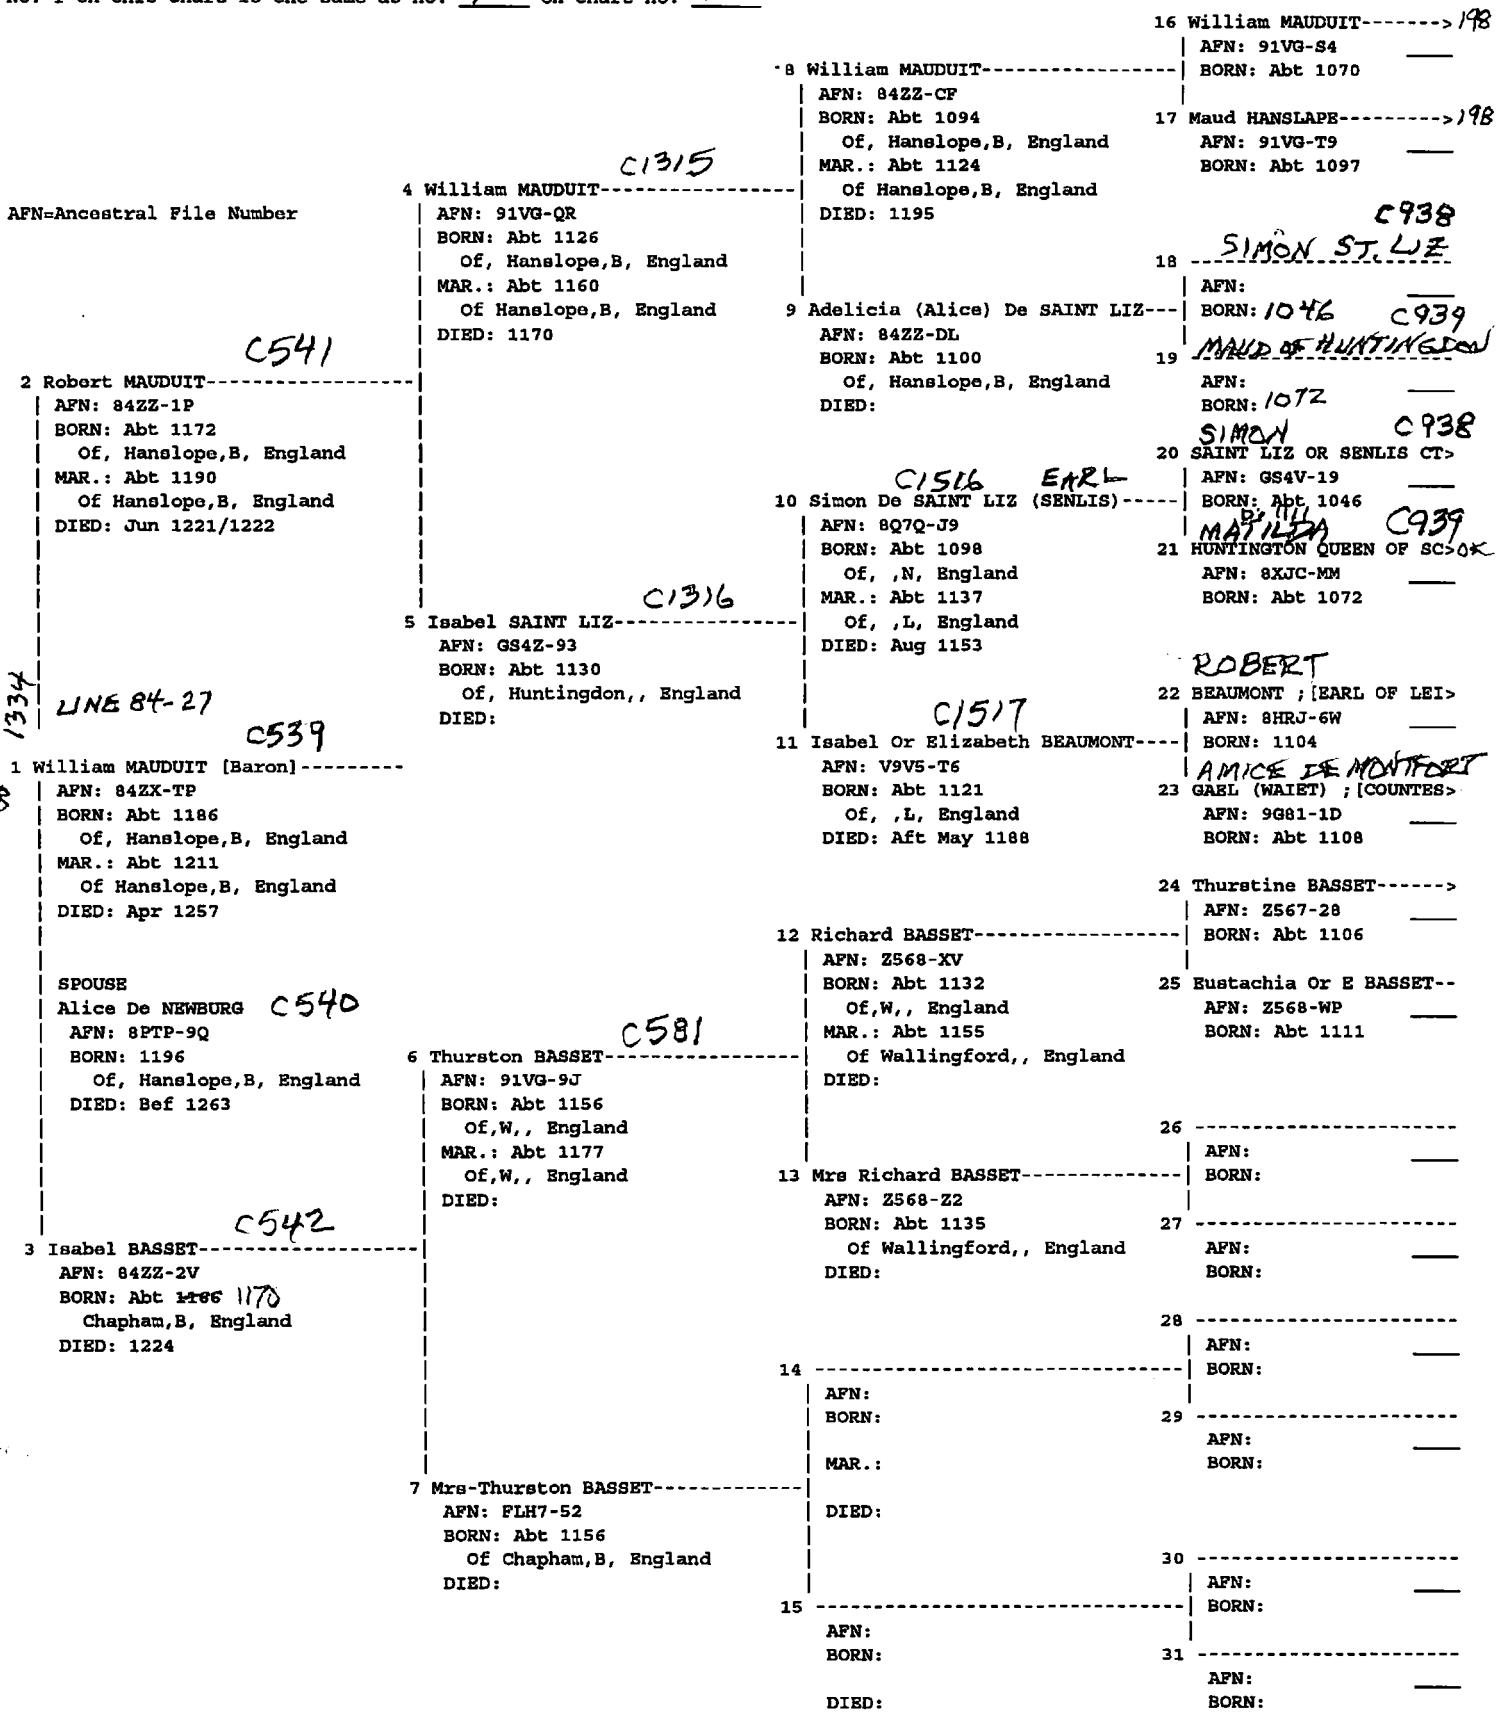 16 William MAUDUIT-------> 198
AFN: 91VG-S4
BORN: Abt 1070
8 William MAUDUIT-----------------
AFN: 84ZZ-CF
BORN: Abt 1094
Of, Hanslope,B, England
MAR.: Abt 1124
Of Hanslope,B, England
DIED: 1195
17 Maud HANSLAPE---------> 198
AFN: 91VG-T9
BORN: Abt 1097
C1315
4 William MAUDUIT-----------------
AFN: 91VG-QR
BORN: Abt 1126
Of, Hanslope,B, England
MAR.: Abt 1160
Of Hanslope,B, England
DIED: 1170
AFN=Ancestral File Number
C938
SIMON ST. LIZ
18 ----------------------
AFN:
BORN: 1046 C939
9 Adelicia (Alice) De SAINT LIZ---
AFN: 84ZZ-DL
BORN: Abt 1100
Of, Hanslope,B, England
DIED:
MAUD OF HUNTINGDON
19 ----------------------
AFN:
BORN: 1072
C541
2 Robert MAUDUIT------------------
AFN: 84ZZ-1P
BORN: Abt 1172
Of, Hanslope,B, England
MAR.: Abt 1190
Of Hanslope,B, England
DIED: Jun 1221/1222
SIMON C938
20 SAINT LIZ OR SENLIS CT>
AFN: GS4V-19
BORN: Abt 1046
D. 1111
C1516 EARL
10 Simon De SAINT LIZ (SENLIS)-----
AFN: 8Q7Q-J9
BORN: Abt 1098
Of, ,N, England
MAR.: Abt 1137
Of, ,L, England
DIED: Aug 1153
MATILDA C939
21 HUNTINGTON QUEEN OF SC> OK
AFN: 8XJC-MM
BORN: Abt 1072
C1316
5 Isabel SAINT LIZ----------------
AFN: GS4Z-93
BORN: Abt 1130
Of, Huntingdon,, England
DIED:
ROBERT
22 BEAUMONT ; [EARL OF LEI>
AFN: 8HRJ-6W
BORN: 1104
C1517
11 Isabel Or Elizabeth BEAUMONT----
AFN: V9V5-T6
BORN: Abt 1121
Of, ,L, England
DIED: Aft May 1188
AMICE DE MONTFORT
23 GAEL (WAIET) ; [COUNTES>
AFN: 9G81-1D
BORN: Abt 1108
1334
LINE 84-27
C539
1 William MAUDUIT [Baron]---------
AFN: 84ZX-TP
BORN: Abt 1186
Of, Hanslope,B, England
MAR.: Abt 1211
Of Hanslope,B, England
DIED: Apr 1257
SPOUSE
Alice De NEWBURG C540
AFN: 8PTP-9Q
BORN: 1196
Of, Hanslope,B, England
DIED: Bef 1263
24 Thurstine BASSET------>
AFN: Z567-28
BORN: Abt 1106
12 Richard BASSET-----------------
AFN: Z568-XV
BORN: Abt 1132
Of,W,, England
MAR.: Abt 1155
Of Wallingford,, England
DIED:
25 Eustachia Or E BASSET--
AFN: Z568-WP
BORN: Abt 1111
C581
6 Thurston BASSET-----------------
AFN: 91VG-9J
BORN: Abt 1156
Of,W,, England
MAR.: Abt 1177
Of,W,, England
DIED:
26 ----------------------
AFN:
BORN:
13 Mrs Richard BASSET-------------
AFN: Z568-Z2
BORN: Abt 1135
Of Wallingford,, England
DIED:
27 ----------------------
AFN:
BORN:
C542
3 Isabel BASSET-------------------
AFN: 84ZZ-2V
BORN: Abt 1186 1170
Chapham,B, England
DIED: 1224
28 ----------------------
AFN:
BORN:
14 --------------------------------
AFN:
BORN:
MAR.:
DIED:
29 ----------------------
AFN:
BORN:
7 Mrs-Thurston BASSET-------------
AFN: FLH7-52
BORN: Abt 1156
Of Chapham,B, England
DIED:
30 ----------------------
AFN:
BORN:
15 --------------------------------
AFN:
BORN:
DIED:
31 ----------------------
AFN:
BORN: